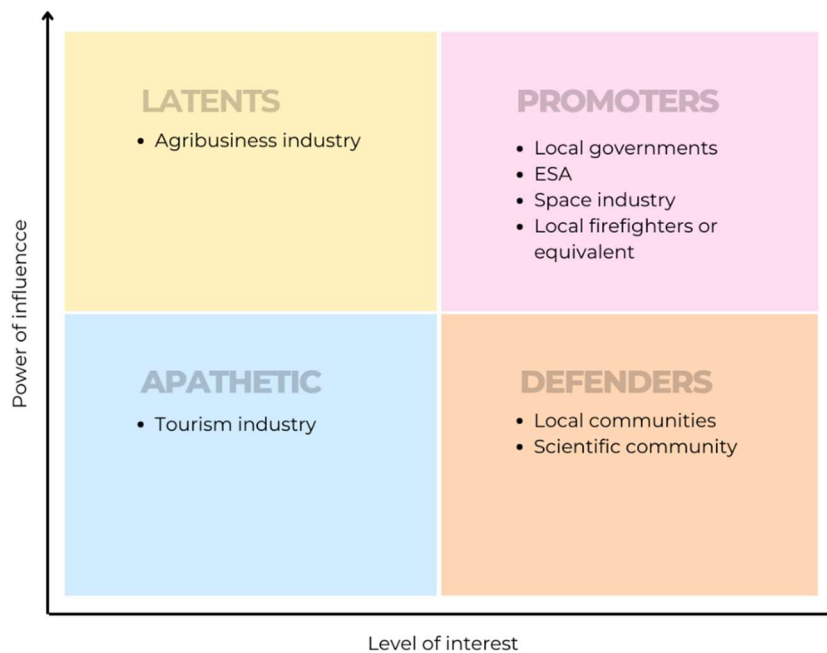 LATENTS
• Agribusiness industry
PROMOTERS
• Local governments
• ESA
• Space industry
• Local firefighters or
equivalent
APATHETIC
• Tourism industry
DEFENDERS
• Local communities
• Scientific community
Power of influencce
Level of interest